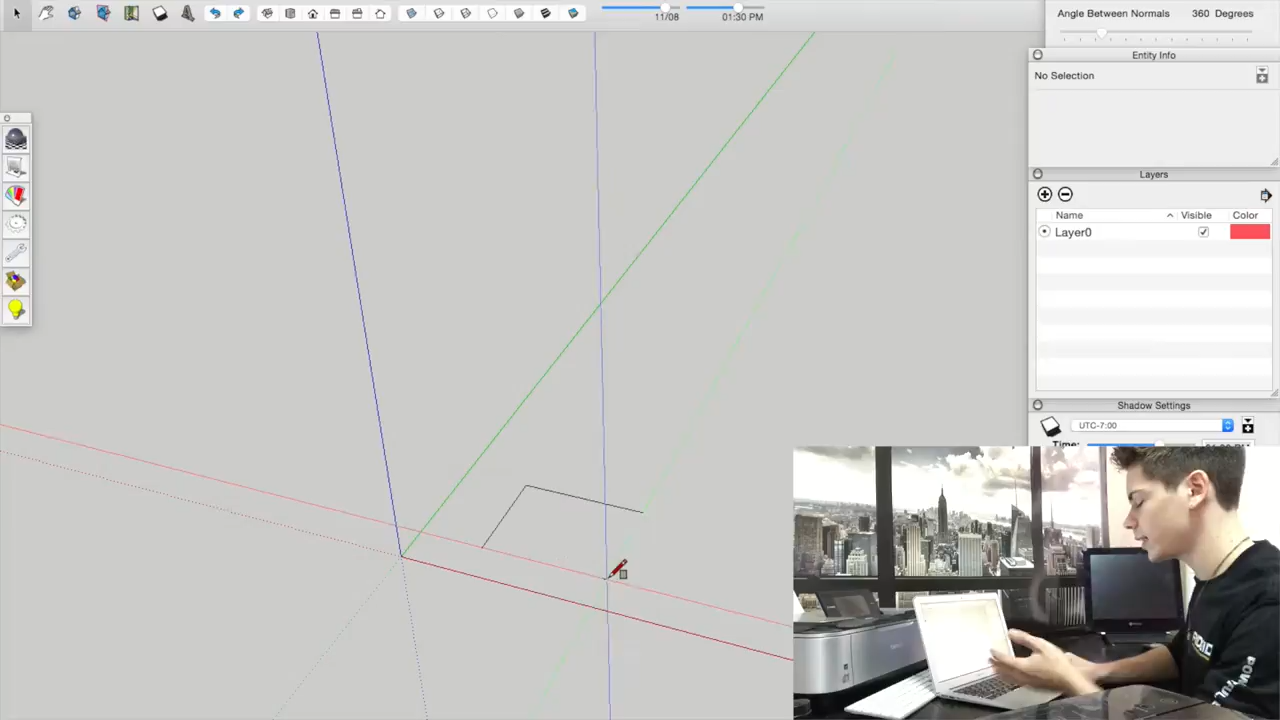 11/08
01:30 PM
Angle Between Normals 360 Degrees
Entity Info
No Selection
Layers
Name Visible Color
Layer0
Shadow Settings
UTC-7:00
Time: